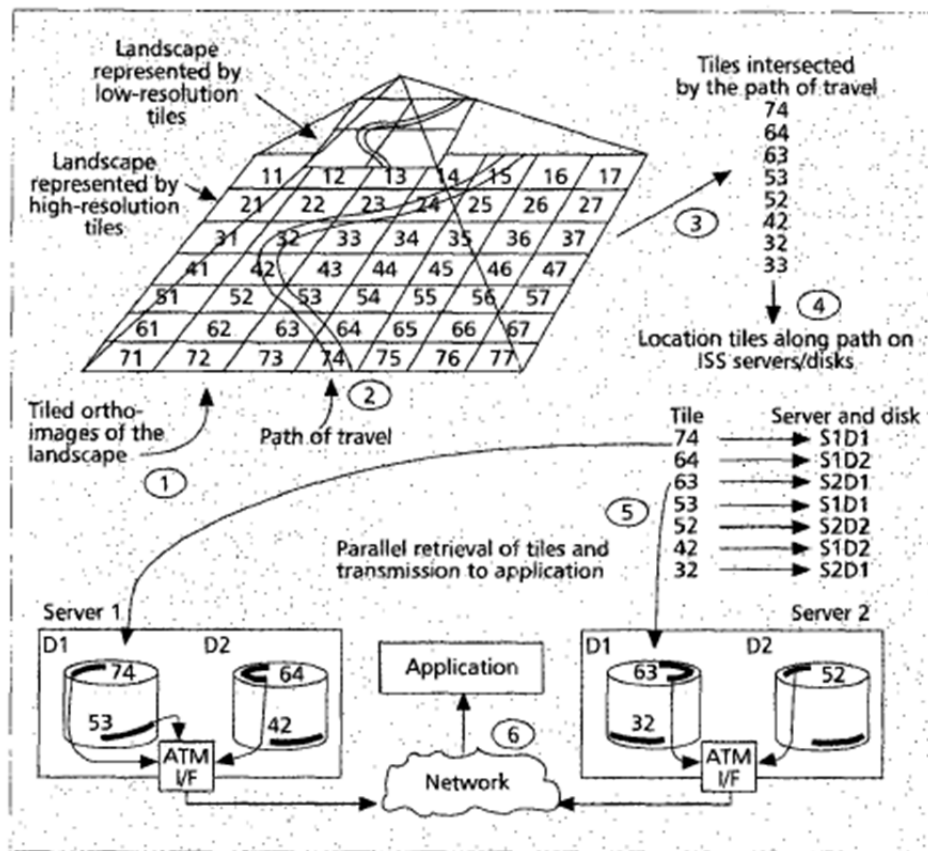 Landscape
represented by
low-resolution
tiles
Landscape
represented by
high-resolution
tiles
11 12 13 14 15 16 17
21 22 23 24 25 26 27
31 32 33 34 35 36 37
41 42 43 44 45 46 47
51 52 53 54 55 56 57
61 62 63 64 65 66 67
71 72 73 74 75 76 77
Tiled ortho-
images of the
landscape
1
Path of travel
2
3
Tiles intersected
by the path of travel
74
64
63
53
52
42
32
33
4
Location tiles along path on
ISS servers/disks
Tile Server and disk
74 S1D1
64 S1D2
63 S2D1
53 S1D1
52 S2D2
42 S1D2
32 S2D1
5
Parallel retrieval of tiles and
transmission to application
Server 1
D1 D2
74 64
53 42
ATM
I/F
Application
6
Network
Server 2
D1 D2
63 52
32
ATM
I/F